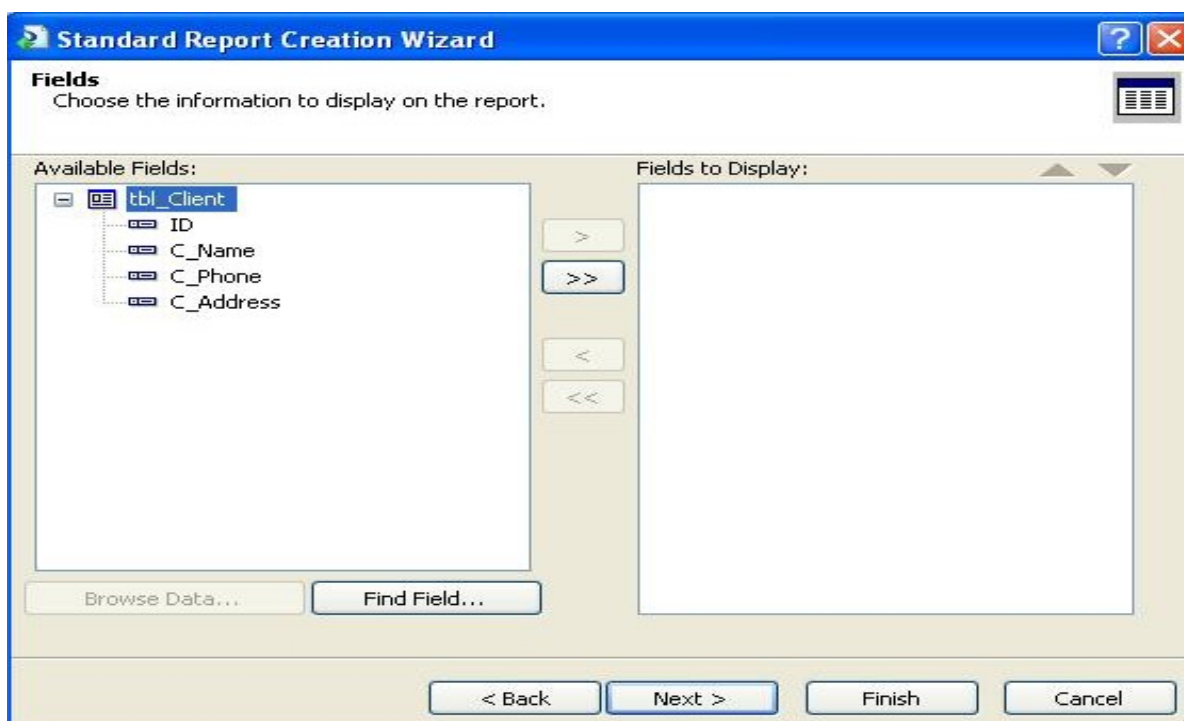 Standard Report Creation Wizard
Fields
Choose the information to display on the report.
Available Fields:
Fields to Display:
tbl_Client
ID
C_Name
C_Phone
C_Address
>
>>
<
<<
Browse Data...
Find Field...
< Back
Next >
Finish
Cancel